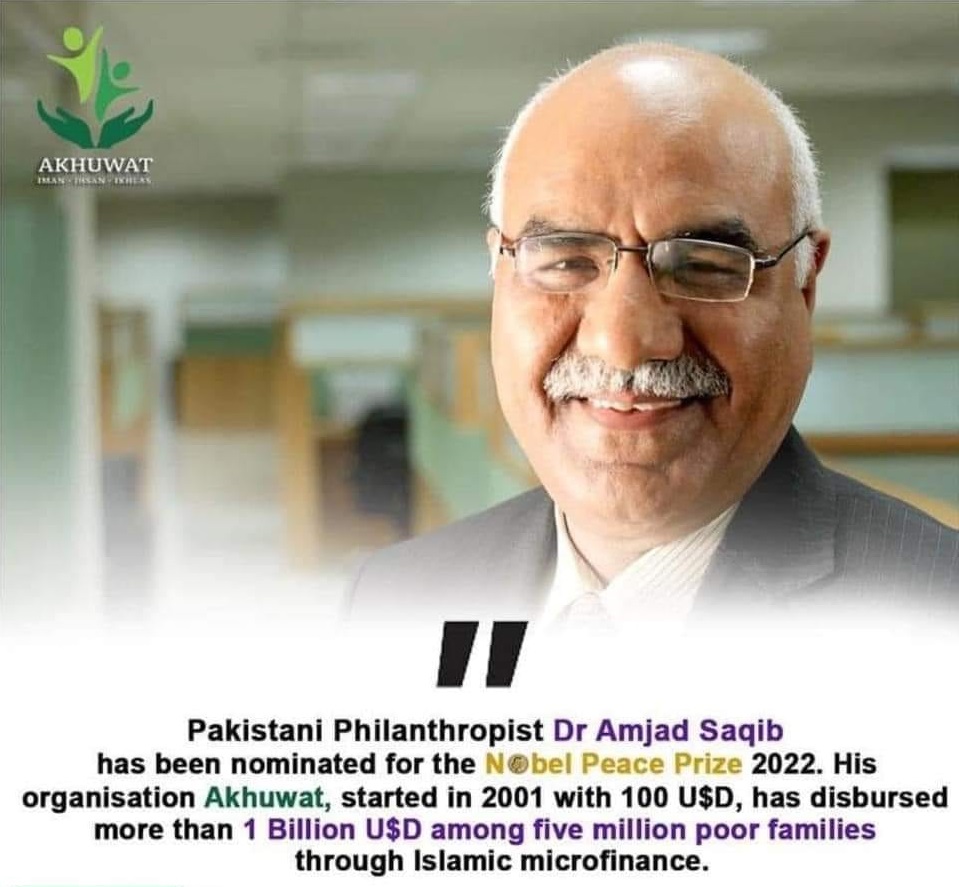 AKHUWAT
IMAN - IHSAN - IKHLAS
"
Pakistani Philanthropist Dr Amjad Saqib
has been nominated for the Nobel Peace Prize 2022. His
organisation Akhuwat, started in 2001 with 100 U$D, has disbursed
more than 1 Billion U$D among five million poor families
through Islamic microfinance.